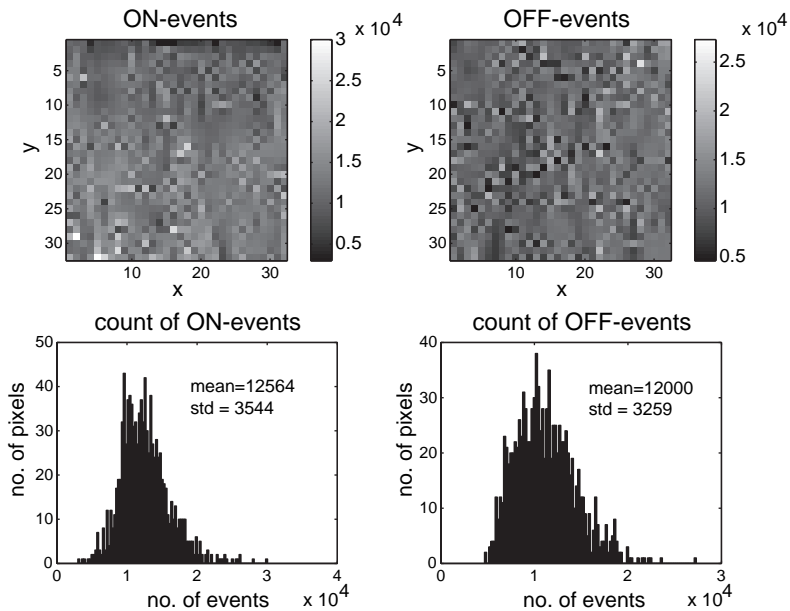 ON-events
x 10^4
5
10
15
20
25
30
y
10
20
30
x
3
2.5
2
1.5
1
0.5
OFF-events
x 10^4
5
10
15
20
25
30
y
10
20
30
x
2.5
2
1.5
1
0.5
count of ON-events
50
40
30
20
10
0
no. of pixels
mean=12564
std = 3544
0
1
2
3
4
no. of events
x 10^4
count of OFF-events
40
30
20
10
0
no. of pixels
mean=12000
std = 3259
0
1
2
3
no. of events
x 10^4